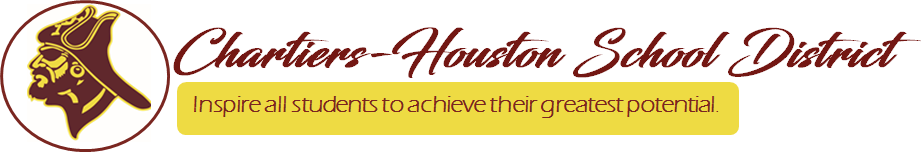 Chartiers-Houston School District
Inspire all students to achieve their greatest potential.